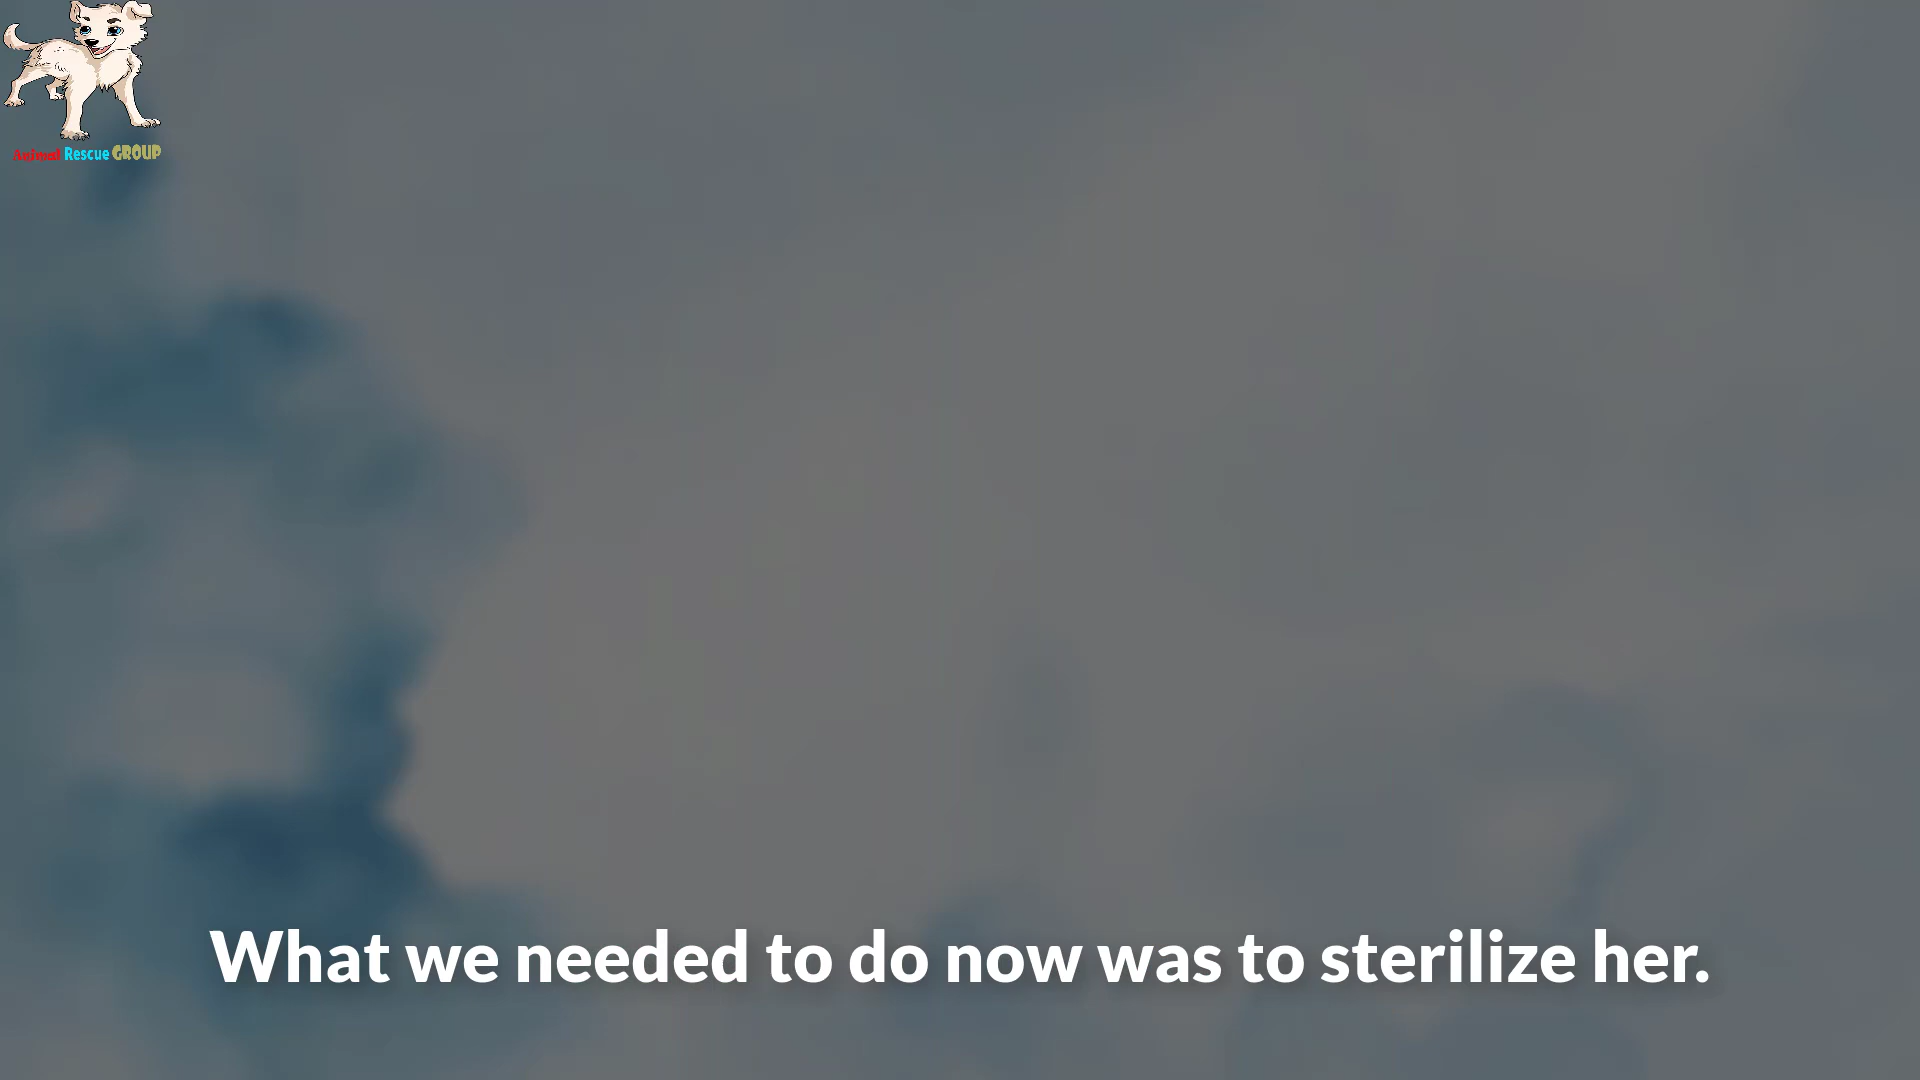 Animal Rescue GROUP
What we needed to do now was to sterilize her.